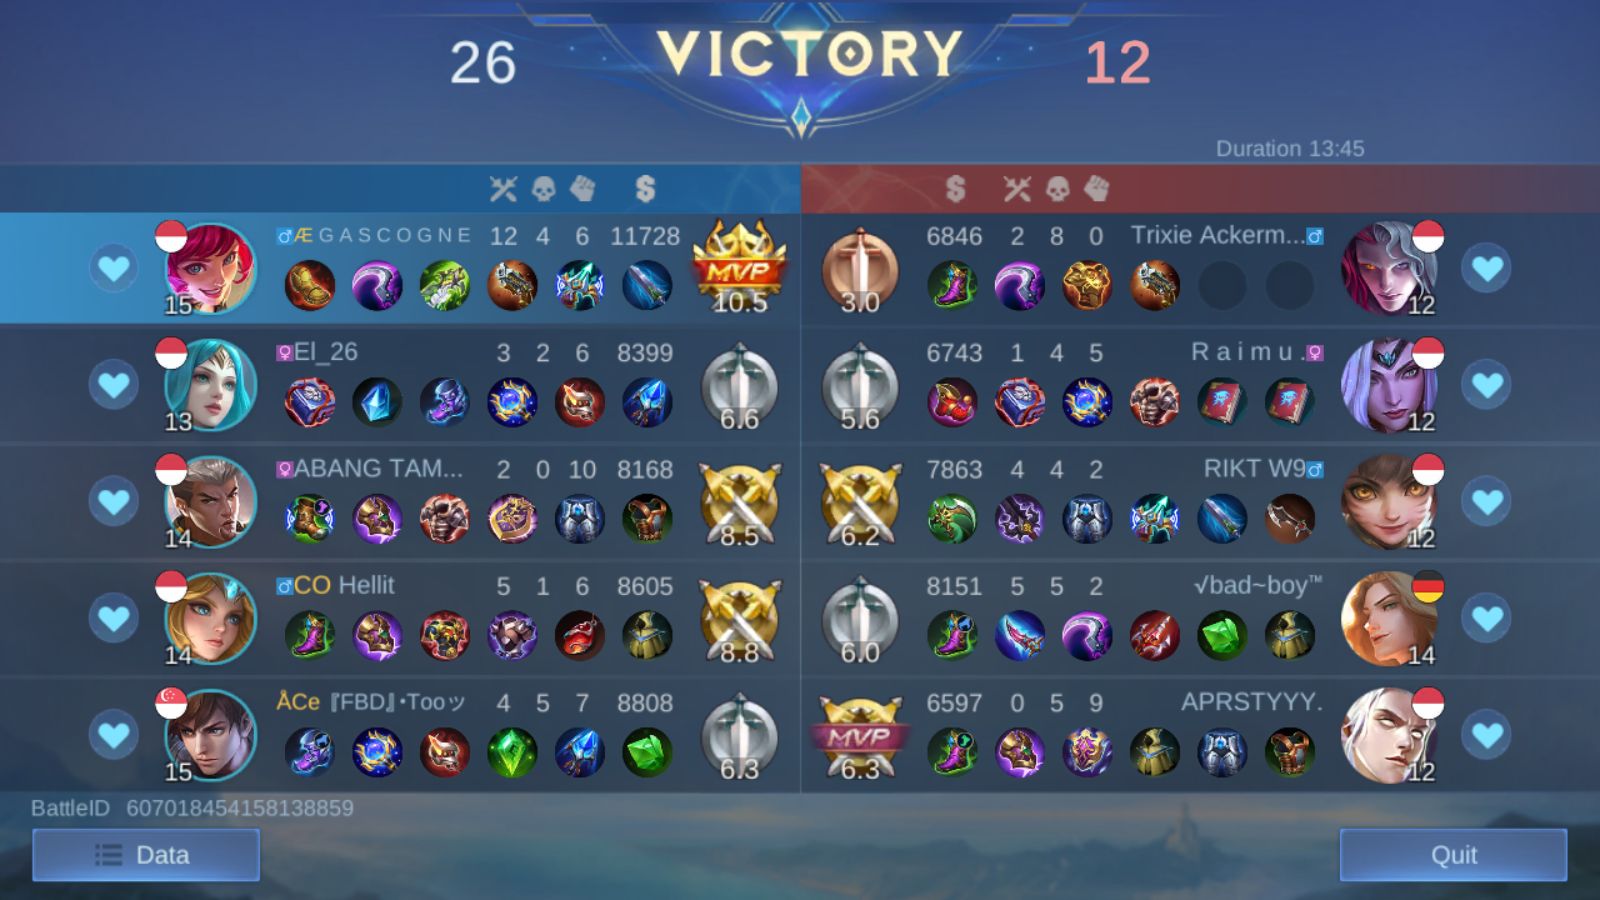 26 VICTORY 12
Duration 13:45
ÆGASCOGNE 12 4 6 11728 MVP 10.5 15
3.0 6846 2 8 0 Trixie Ackerm... 12
El_26 3 2 6 8399 6.6 13
5.6 6743 1 4 5 Raimu. 12
ABANG TAM... 2 0 10 8168 8.5 14
6.2 7863 4 4 2 RIKT W9 12
CO Hellit 5 1 6 8605 8.8 14
6.0 8151 5 5 2 √bad~boy™ 14
ÅCe『FBD』•Tooッ 4 5 7 8808 6.3 15
MVP 6.3 6597 0 5 9 APRSTYYY. 12
BattleID 607018454158138859
Data
Quit